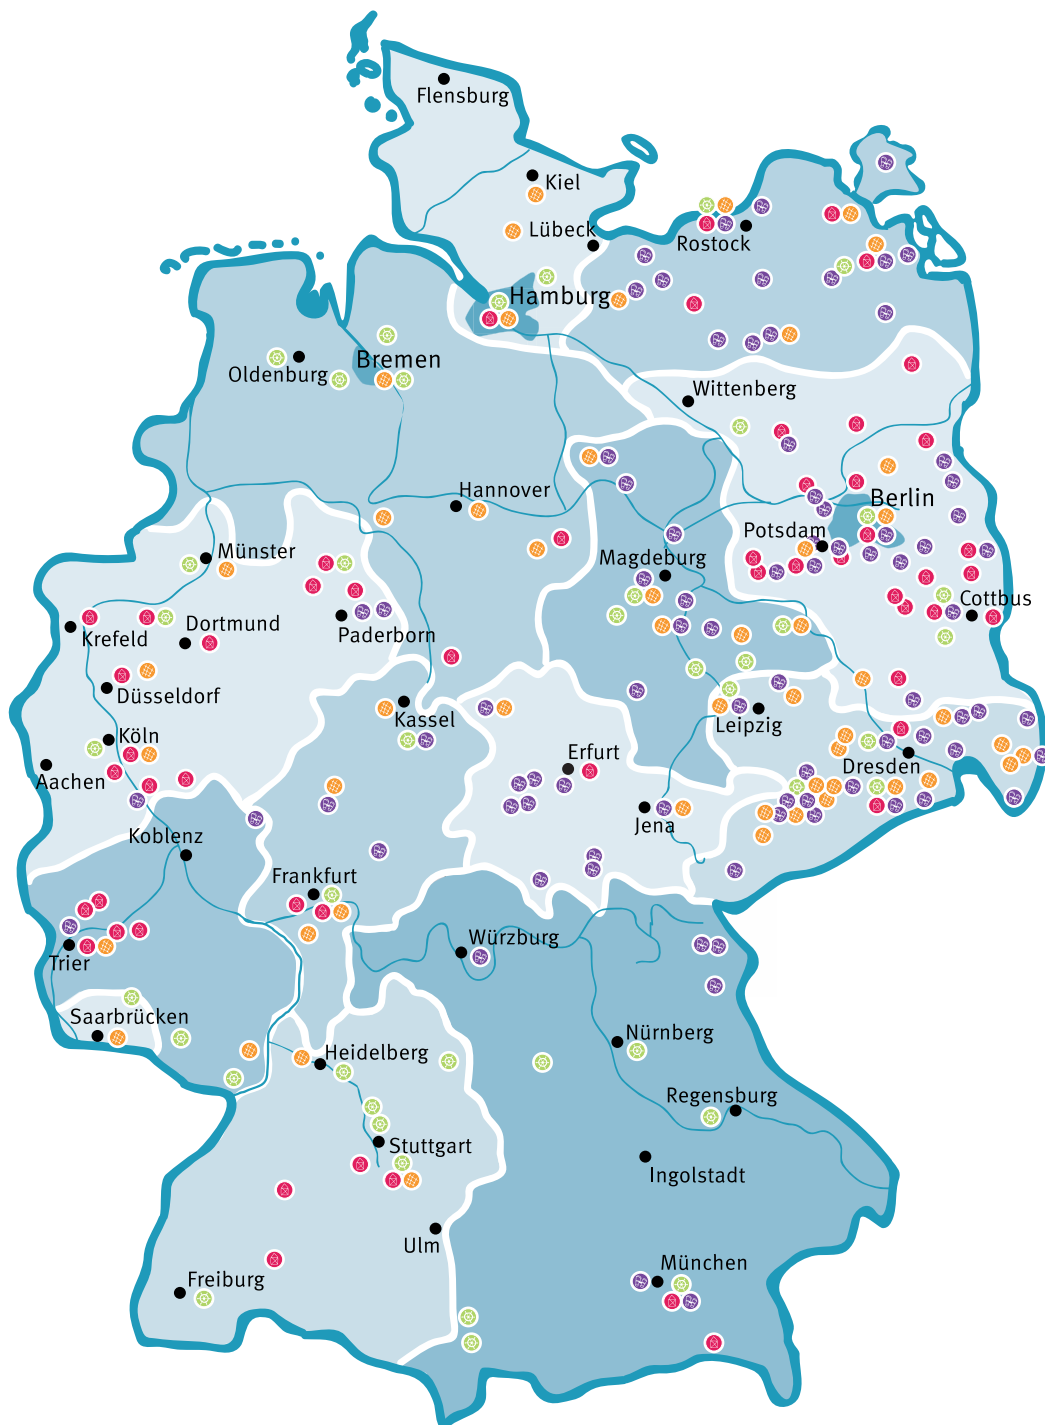 Flensburg
Kiel
Lübeck
Rostock
Hamburg
Oldenburg
Bremen
Wittenberg
Hannover
Berlin
Potsdam
Münster
Magdeburg
Cottbus
Krefeld
Dortmund
Paderborn
Düsseldorf
Kassel
Leipzig
Köln
Erfurt
Dresden
Aachen
Jena
Koblenz
Frankfurt
Würzburg
Trier
Saarbrücken
Nürnberg
Heidelberg
Regensburg
Stuttgart
Ingolstadt
Ulm
München
Freiburg